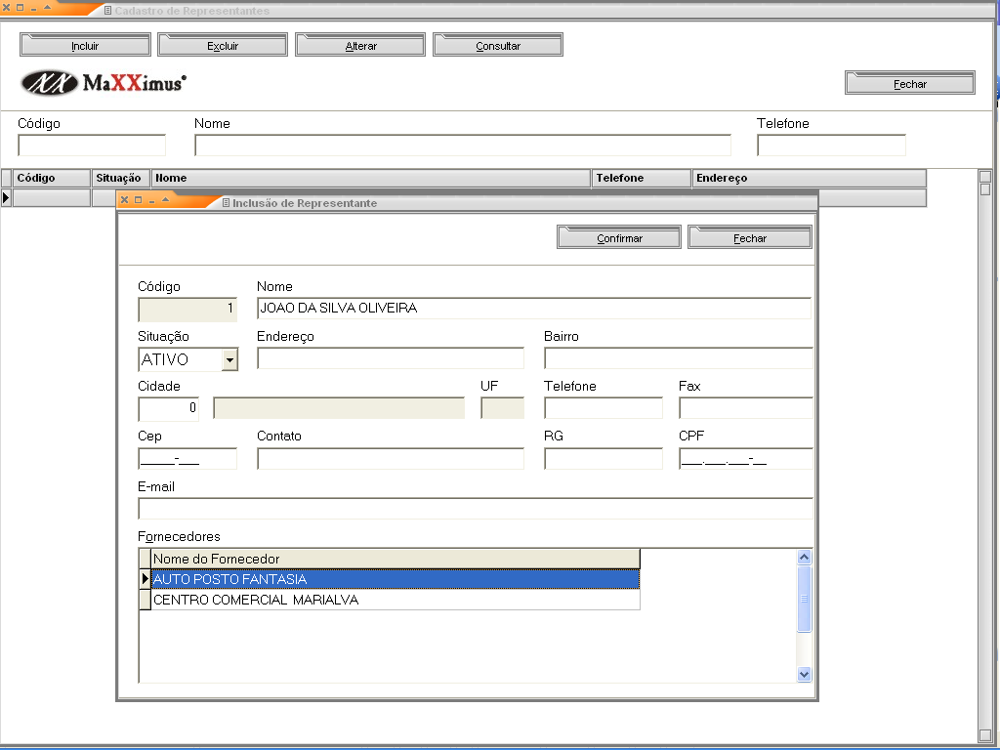 Cadastro de Representantes
Incluir Excluir Alterar Consultar
MaXXimus
Fechar
Código Nome Telefone
Código Situação Nome Telefone Endereço
Inclusão de Representante
Confirmar Fechar
Código Nome
1 JOAO DA SILVA OLIVEIRA
Situação Endereço Bairro
ATIVO
Cidade UF Telefone Fax
0
Cep Contato RG CPF
_____-___ ___.___.___-__
E-mail
Fornecedores
Nome do Fornecedor
AUTO POSTO FANTASIA
CENTRO COMERCIAL MARIALVA